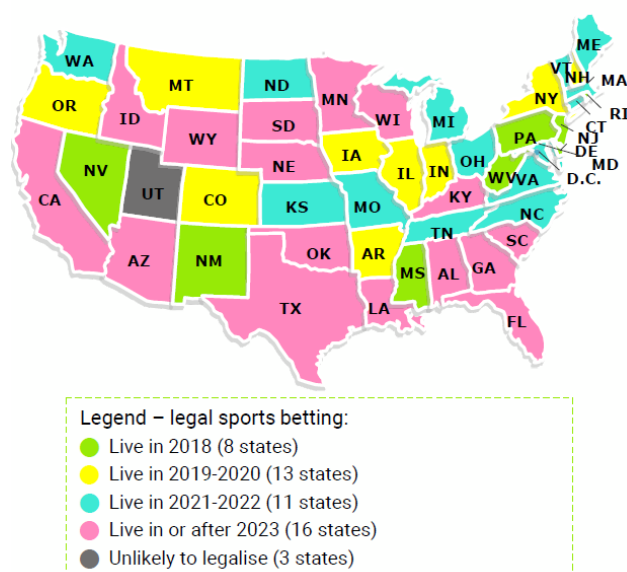 ME
WA
VT
NH
MA
MT
ND
MN
OR
ID
WI
NY
RI
SD
MI
CT
WY
PA
NJ
IA
DE
NE
OH
MD
NV
IL
IN
WV
D.C.
UT
VA
CO
CA
KS
MO
KY
NC
TN
OK
SC
AZ
NM
AR
MS
AL
GA
TX
LA
FL
Legend – legal sports betting:
Live in 2018 (8 states)
Live in 2019-2020 (13 states)
Live in 2021-2022 (11 states)
Live in or after 2023 (16 states)
Unlikely to legalise (3 states)